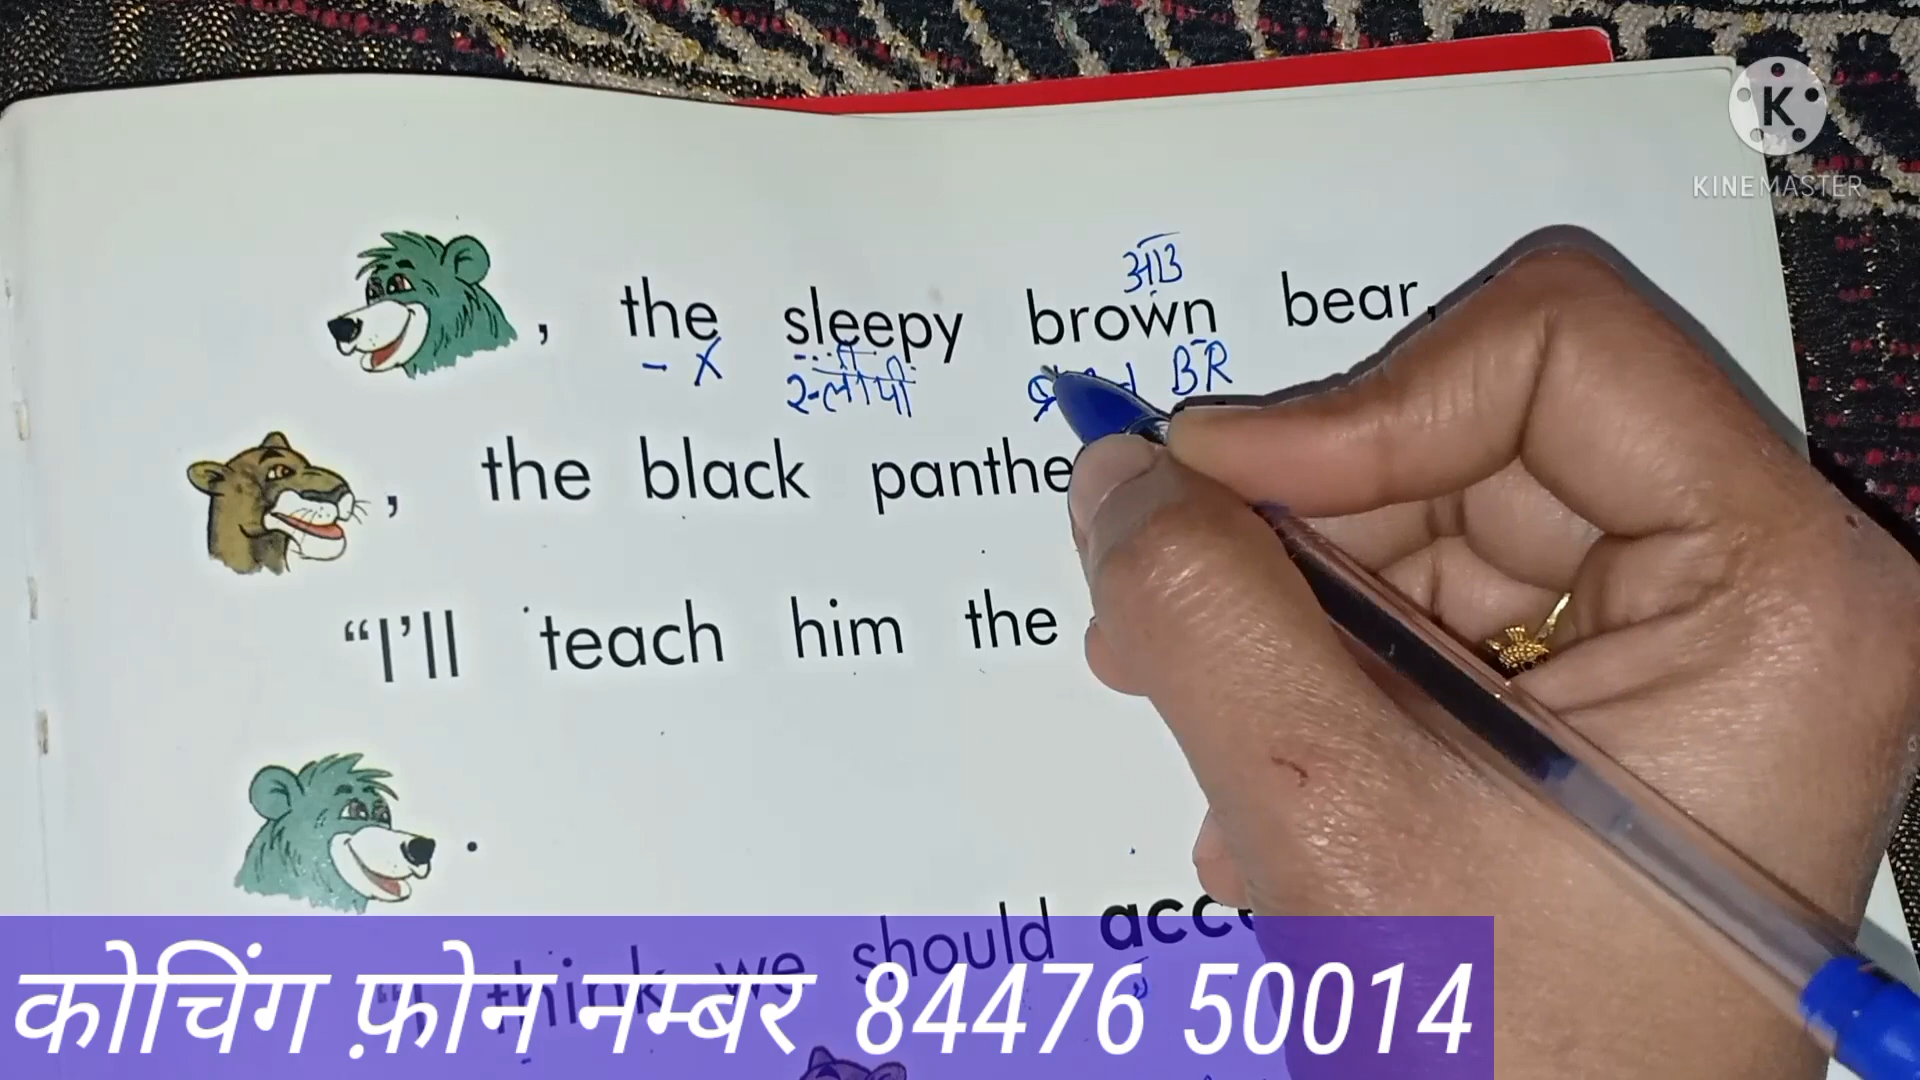 K
KINEMASTER
आउ
, the sleepy brown bear,
- X स्लीपी BR
, the black panthe
“I’ll teach him the
.
“I think we should acc
कोचिंग फ़ोन नम्बर 84476 50014